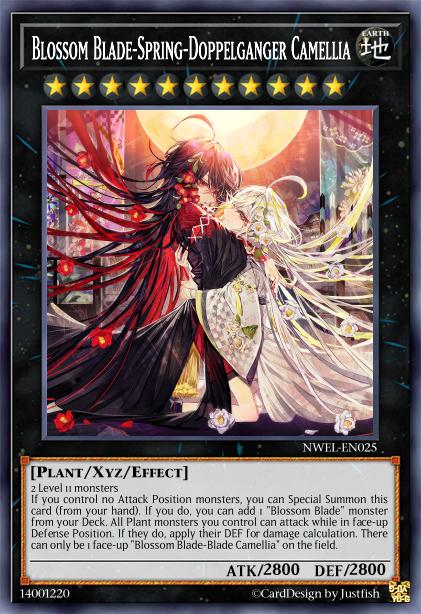 BLOSSOM BLADE-SPRING-DOPPELGANGER CAMELLIA
EARTH
地
NWEL-EN025
[PLANT/XYZ/EFFECT]
2 Level 11 monsters
If you control no Attack Position monsters, you can Special Summon this
card (from your hand). If you do, you can add 1 "Blossom Blade" monster
from your Deck. All Plant monsters you control can attack while in face-up
Defense Position. If they do, apply their DEF for damage calculation. There
can only be 1 face-up "Blossom Blade-Blade Camellia" on the field.
ATK/2800 DEF/2800
14001220
©CardDesign by Justfish